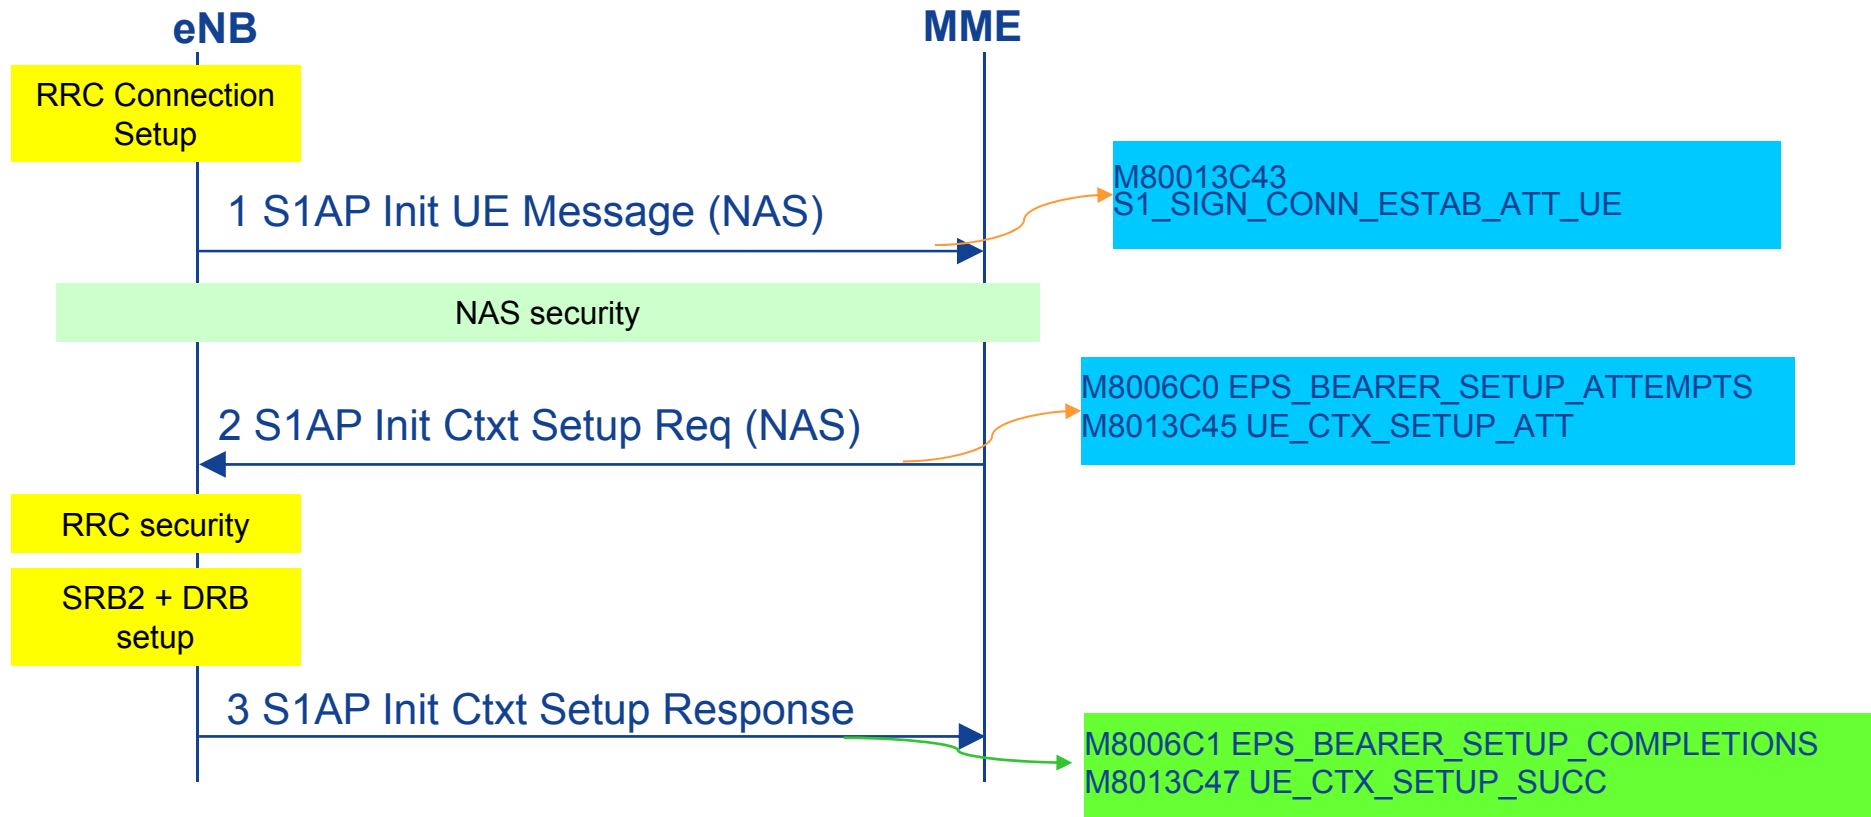 eNB
MME
RRC Connection
Setup
M80013C43
S1_SIGN_CONN_ESTAB_ATT_UE
1 S1AP Init UE Message (NAS)
NAS security
M8006C0 EPS_BEARER_SETUP_ATTEMPTS
M8013C45 UE_CTX_SETUP_ATT
2 S1AP Init Ctxt Setup Req (NAS)
RRC security
SRB2 + DRB
setup
3 S1AP Init Ctxt Setup Response
M8006C1 EPS_BEARER_SETUP_COMPLETIONS
M8013C47 UE_CTX_SETUP_SUCC